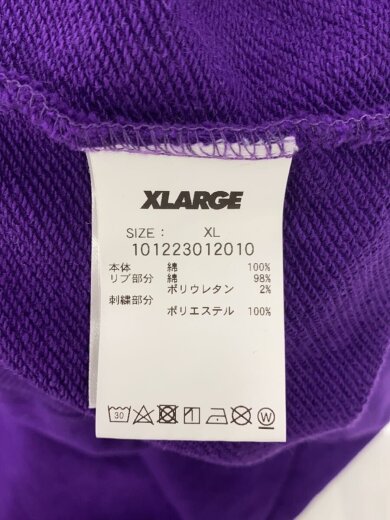 XLARGE
SIZE: XL
101223012010
本体 綿 100%
リブ部分 綿 98%
ポリウレタン 2%
刺繍部分
ポリエステル 100%
30 W